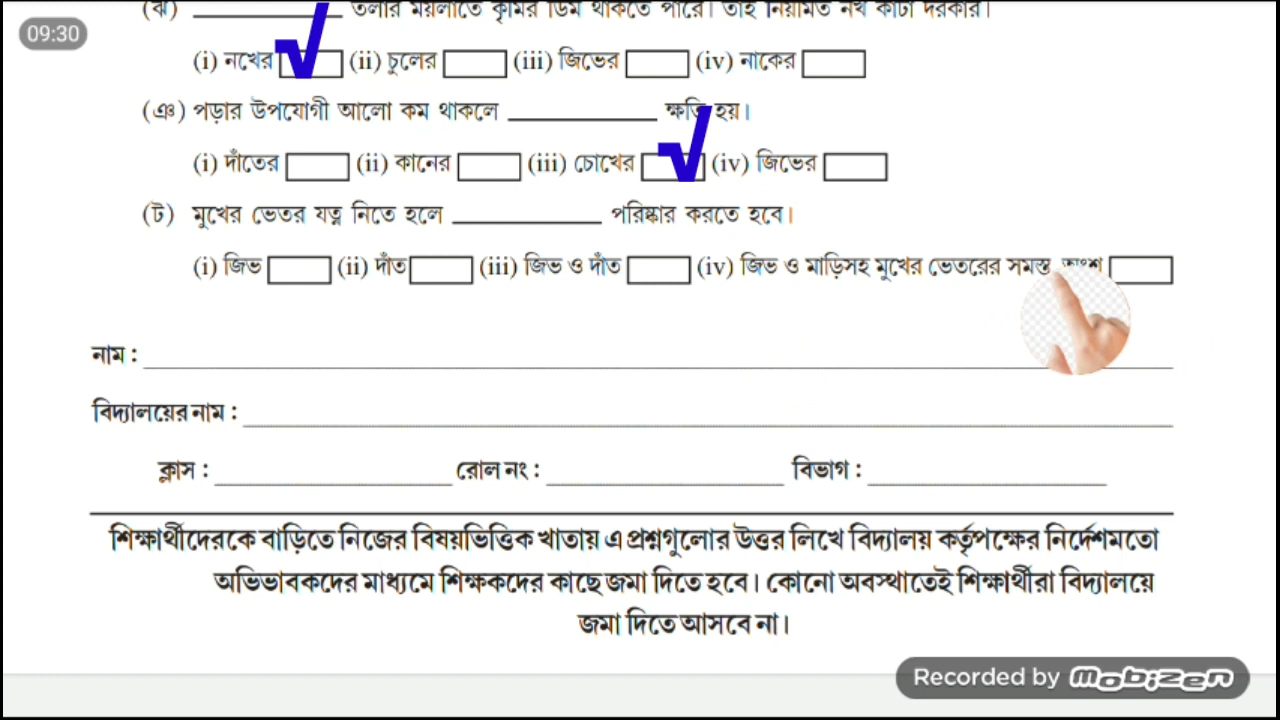 09:30
(ঝ) ____________ তলার ময়লাতে কৃমির ডিম থাকতে পারে। তাই নিয়মিত নখ কাটা দরকার।
(i) নখের (ii) চুলের (iii) জিভের (iv) নাকের
(ঞ) পড়ার উপযোগী আলো কম থাকলে ____________ ক্ষতি হয়।
(i) দাঁতের (ii) কানের (iii) চোখের (iv) জিভের
(ট) মুখের ভেতর যত্ন নিতে হলে ____________ পরিষ্কার করতে হবে।
(i) জিভ (ii) দাঁত (iii) জিভ ও দাঁত (iv) জিভ ও মাড়িসহ মুখের ভেতরের সমস্ত অংশ
নাম :
বিদ্যালয়ের নাম :
ক্লাস : রোল নং : বিভাগ :
শিক্ষার্থীদেরকে বাড়িতে নিজের বিষয়ভিত্তিক খাতায় এ প্রশ্নগুলোর উত্তর লিখে বিদ্যালয় কর্তৃপক্ষের নির্দেশমতো
অভিভাবকদের মাধ্যমে শিক্ষকদের কাছে জমা দিতে হবে। কোনো অবস্থাতেই শিক্ষার্থীরা বিদ্যালয়ে
জমা দিতে আসবে না।
Recorded by mobizen